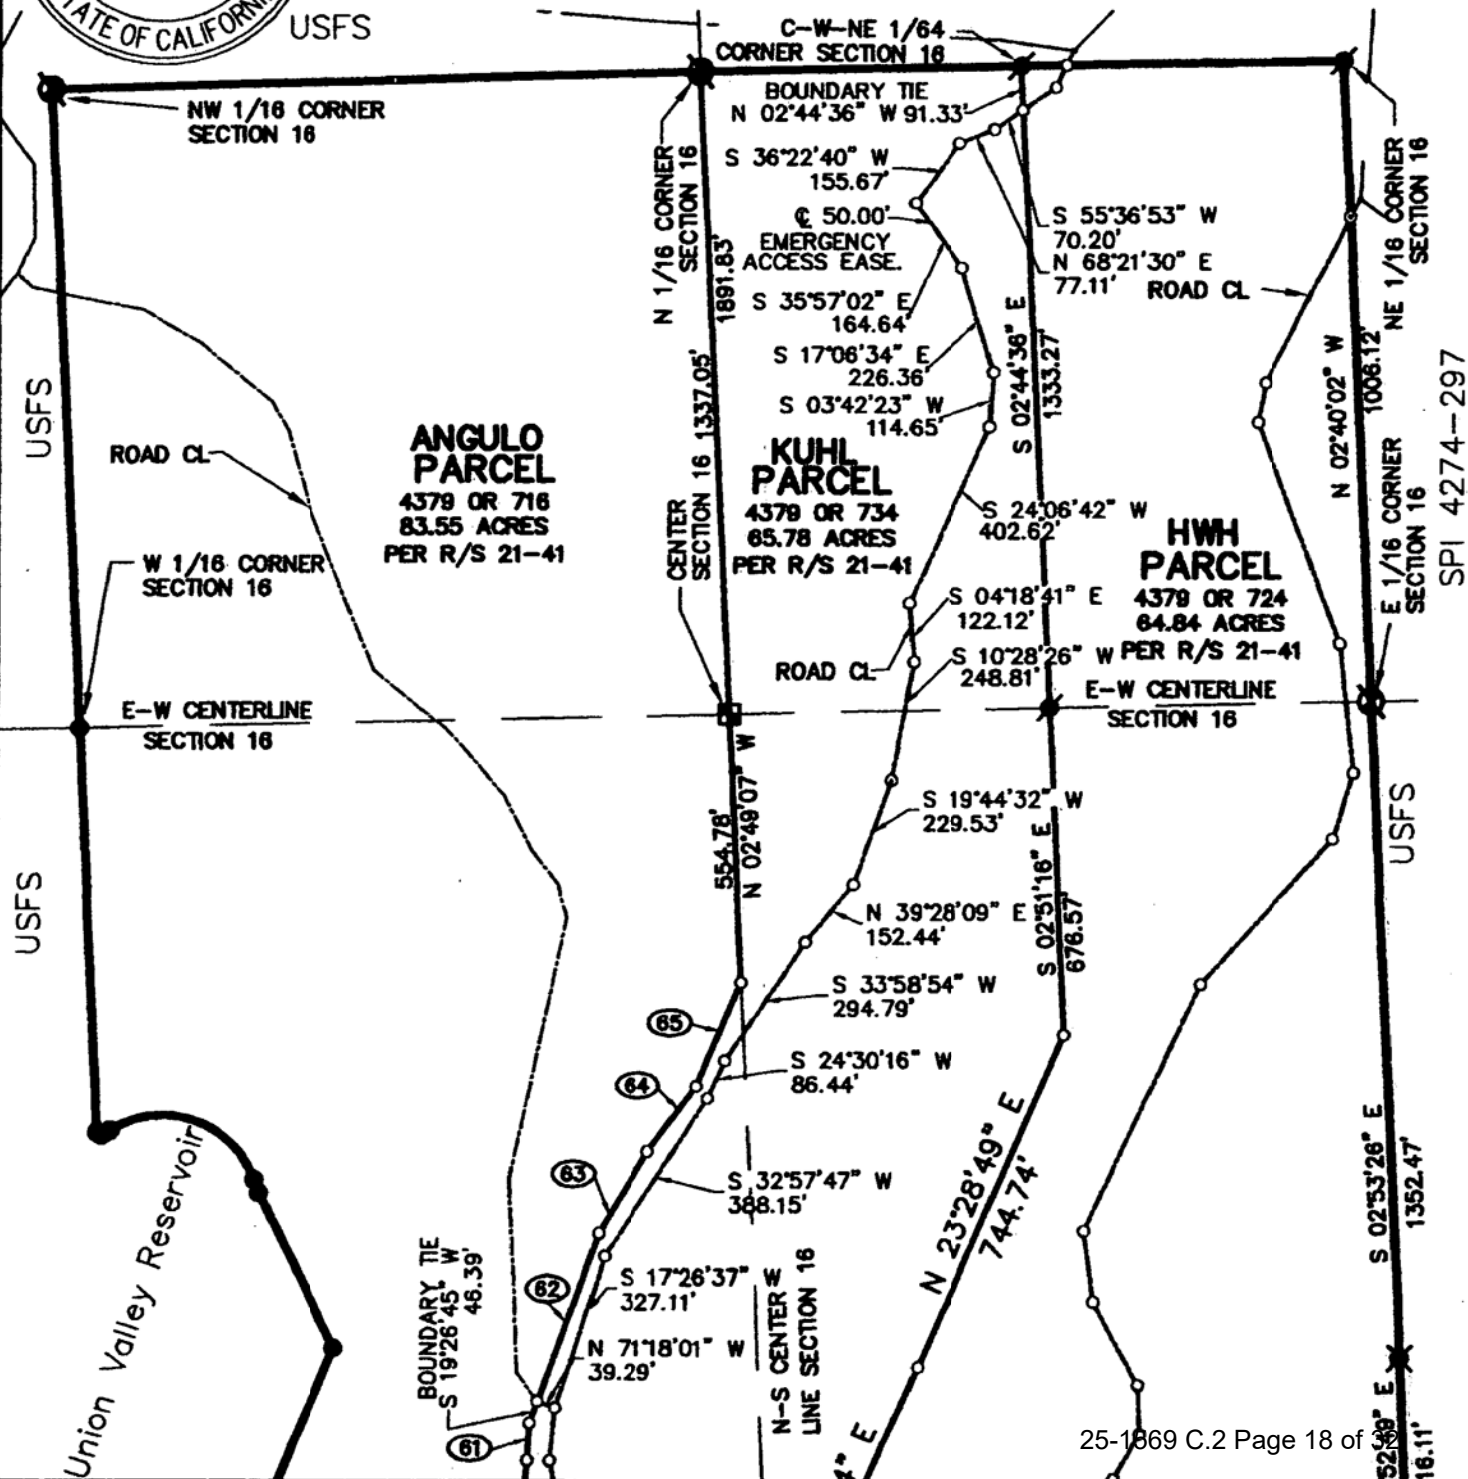 STATE OF CALIFORNIA
USFS
C-W-NE 1/64
CORNER SECTION 16
NW 1/16 CORNER
SECTION 16
BOUNDARY TIE
N 02°44'36" W 91.33'
N 1/16 CORNER
SECTION 16
1891.83'
S 36°22'40" W
155.67'
℄ 50.00'
EMERGENCY
ACCESS EASE.
S 55°36'53" W
70.20'
N 68°21'30" E
77.11'
ROAD CL
NE 1/16 CORNER
SECTION 16
S 35°57'02" E
164.64'
S 17°06'34" E
226.36'
S 03°42'23" W
114.65'
S 02°44'36" E
1333.27'
N 02°40'02" W
1006.12'
SPI 4274-297
USFS
ROAD CL
ANGULO
PARCEL
4379 OR 716
83.55 ACRES
PER R/S 21-41
1337.05'
CENTER
SECTION 16
KUHL
PARCEL
4379 OR 734
65.78 ACRES
PER R/S 21-41
S 24°06'42" W
402.62'
HWH
PARCEL
4379 OR 724
64.84 ACRES
PER R/S 21-41
E 1/16 CORNER
SECTION 16
W 1/16 CORNER
SECTION 16
S 04°18'41" E
122.12'
ROAD CL
S 10°28'26" W
248.81'
E-W CENTERLINE
SECTION 16
E-W CENTERLINE
SECTION 16
554.78'
N 02°49'07" W
S 19°44'32" W
229.53'
S 02°51'16" E
676.57'
USFS
USFS
N 39°28'09" E
152.44'
S 33°58'54" W
294.79'
65
S 24°30'16" W
86.44'
64
N 23°28'49" E
744.74'
S 02°53'26" E
1352.47'
Union Valley Reservoir
63
S 32°57'47" W
388.15'
BOUNDARY TIE
S 19°26'45" W
46.39'
62
S 17°26'37" W
327.11'
N 71°18'01" W
39.29'
N-S CENTER
LINE SECTION 16
61
" E
E
16.11'
25-1869 C.2 Page 18 of 32